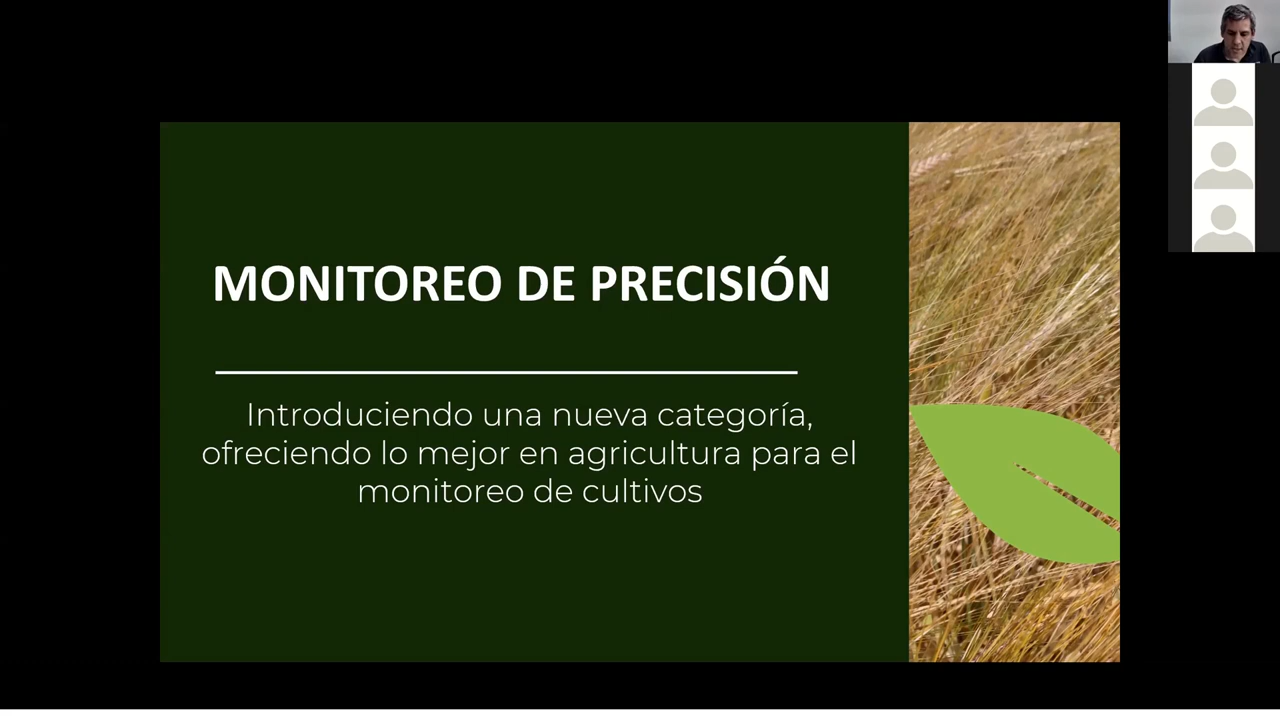 MONITOREO DE PRECISIÓN
Introduciendo una nueva categoría,
ofreciendo lo mejor en agricultura para el
monitoreo de cultivos